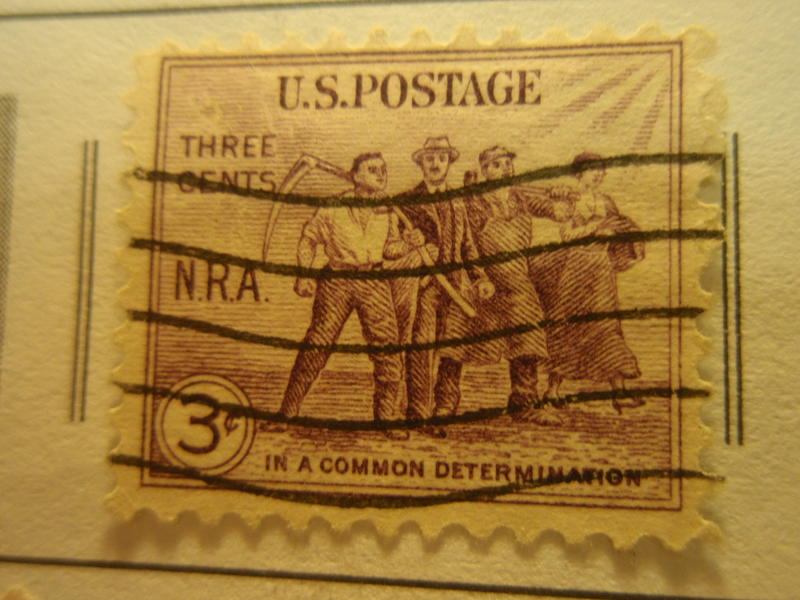 U.S.POSTAGE
THREE
CENTS
N.R.A.
3¢
IN A COMMON DETERMINATION